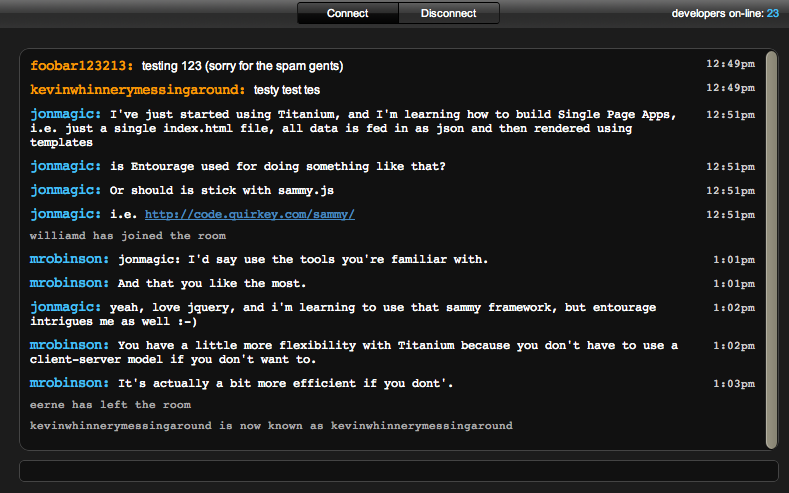 Connect Disconnect developers on-line: 23
foobar123213: testing 123 (sorry for the spam gents) 12:49pm
kevinwhinnerymessingaround: testy test tes 12:49pm
jonmagic: I've just started using Titanium, and I'm learning how to build Single Page Apps, 12:51pm
i.e. just a single index.html file, all data is fed in as json and then rendered using
templates
jonmagic: is Entourage used for doing something like that? 12:51pm
jonmagic: Or should is stick with sammy.js 12:51pm
jonmagic: i.e. http://code.quirkey.com/sammy/ 12:51pm
williamd has joined the room
mrobinson: jonmagic: I'd say use the tools you're familiar with. 1:01pm
mrobinson: And that you like the most. 1:01pm
jonmagic: yeah, love jquery, and i'm learning to use that sammy framework, but entourage 1:02pm
intrigues me as well :-)
mrobinson: You have a little more flexibility with Titanium because you don't have to use a 1:02pm
client-server model if you don't want to.
mrobinson: It's actually a bit more efficient if you dont'. 1:03pm
eerne has left the room
kevinwhinnerymessingaround is now known as kevinwhinnerymessingaround